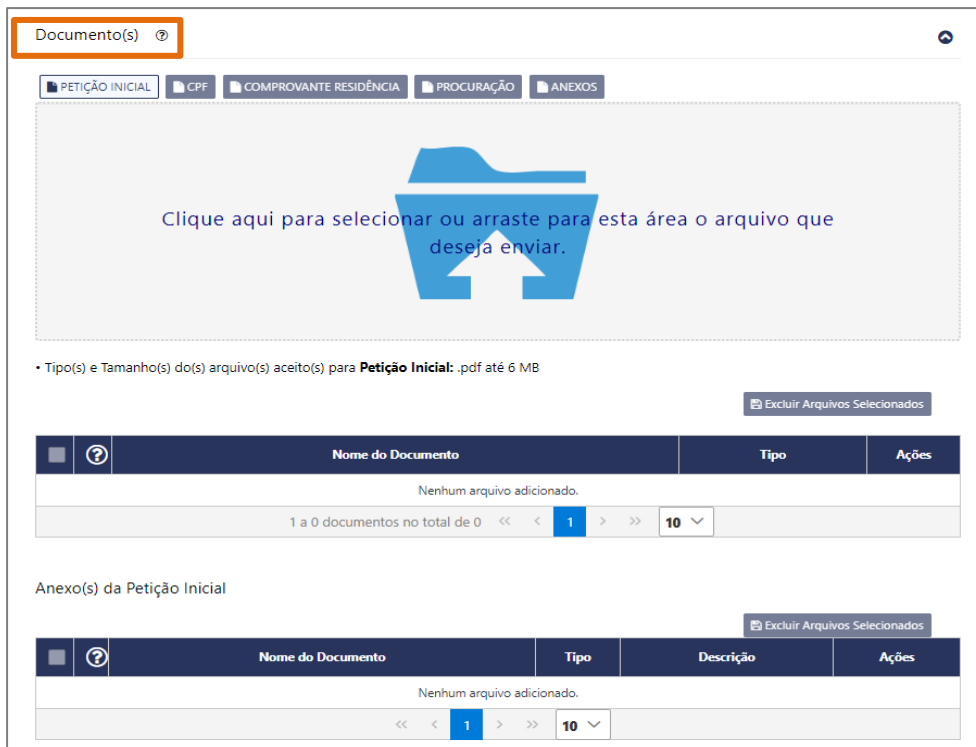 Documento(s)
PETIÇÃO INICIAL CPF COMPROVANTE RESIDÊNCIA PROCURAÇÃO ANEXOS
Clique aqui para selecionar ou arraste para esta área o arquivo que
deseja enviar.
• Tipo(s) e Tamanho(s) do(s) arquivo(s) aceito(s) para Petição Inicial: .pdf até 6 MB
Excluir Arquivos Selecionados
Nome do Documento Tipo Ações
Nenhum arquivo adicionado.
1 a 0 documentos no total de 0 << < 1 > >> 10
Anexo(s) da Petição Inicial
Excluir Arquivos Selecionados
Nome do Documento Tipo Descrição Ações
Nenhum arquivo adicionado.
<< < 1 > >> 10